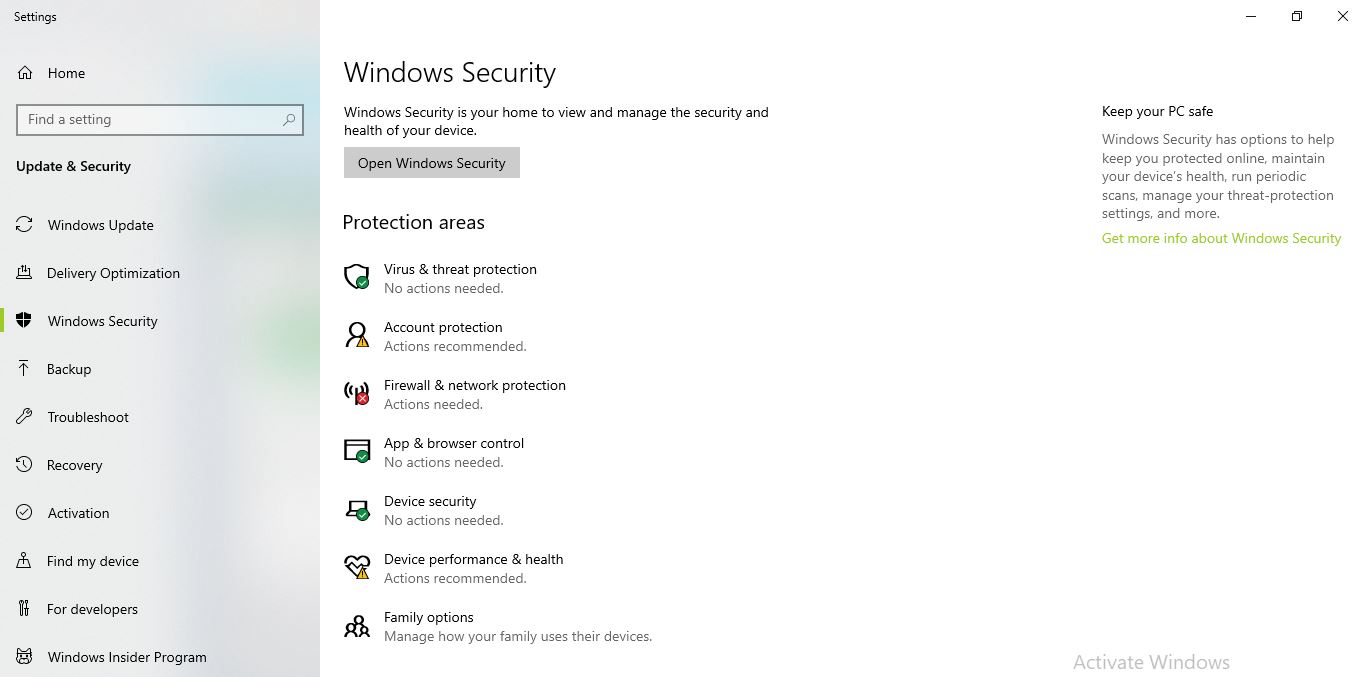 Settings
Home
Find a setting
Update & Security
Windows Update
Delivery Optimization
Windows Security
Backup
Troubleshoot
Recovery
Activation
Find my device
For developers
Windows Insider Program
Windows Security
Windows Security is your home to view and manage the security and
health of your device.
Open Windows Security
Protection areas
Virus & threat protection
No actions needed.
Account protection
Actions recommended.
Firewall & network protection
Actions needed.
App & browser control
No actions needed.
Device security
No actions needed.
Device performance & health
Actions recommended.
Family options
Manage how your family uses their devices.
Keep your PC safe
Windows Security has options to help
keep you protected online, maintain
your device's health, run periodic
scans, manage your threat-protection
settings, and more.
Get more info about Windows Security
Activate Windows